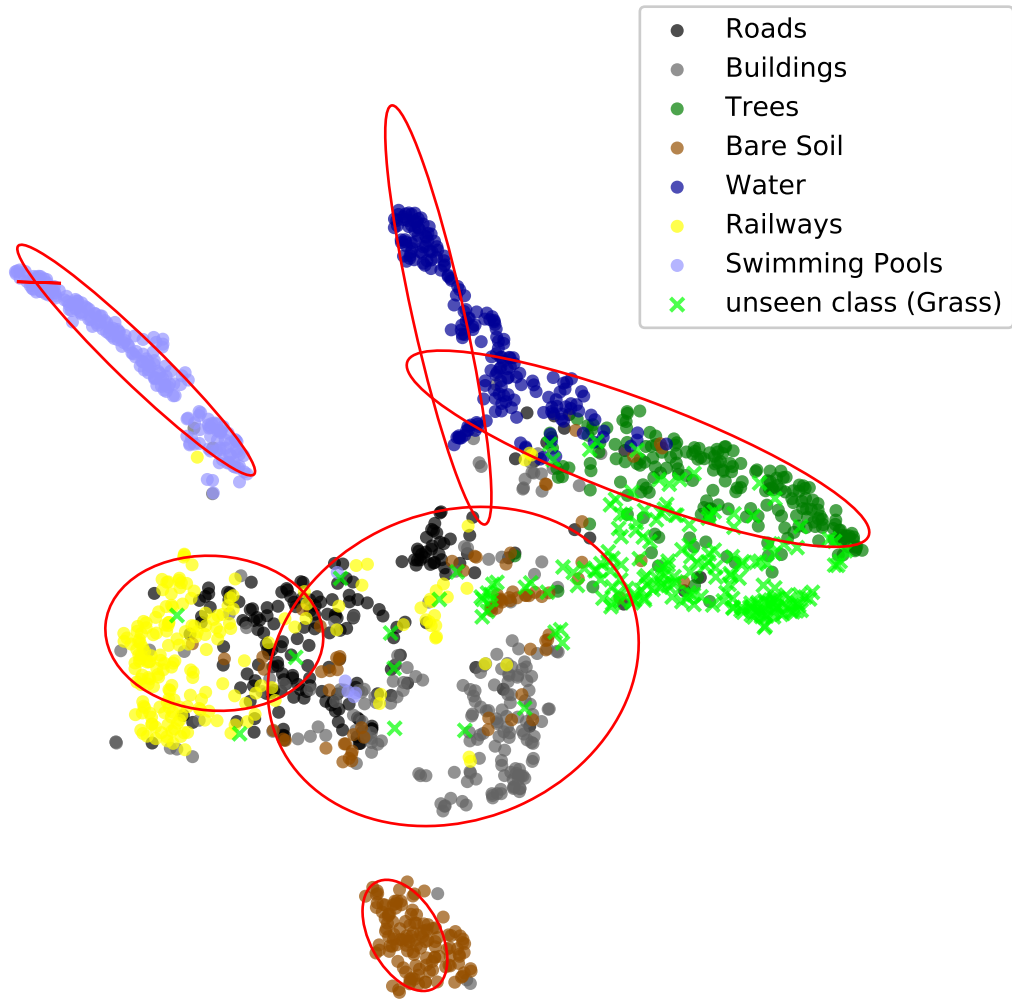 Roads
Buildings
Trees
Bare Soil
Water
Railways
Swimming Pools
unseen class (Grass)